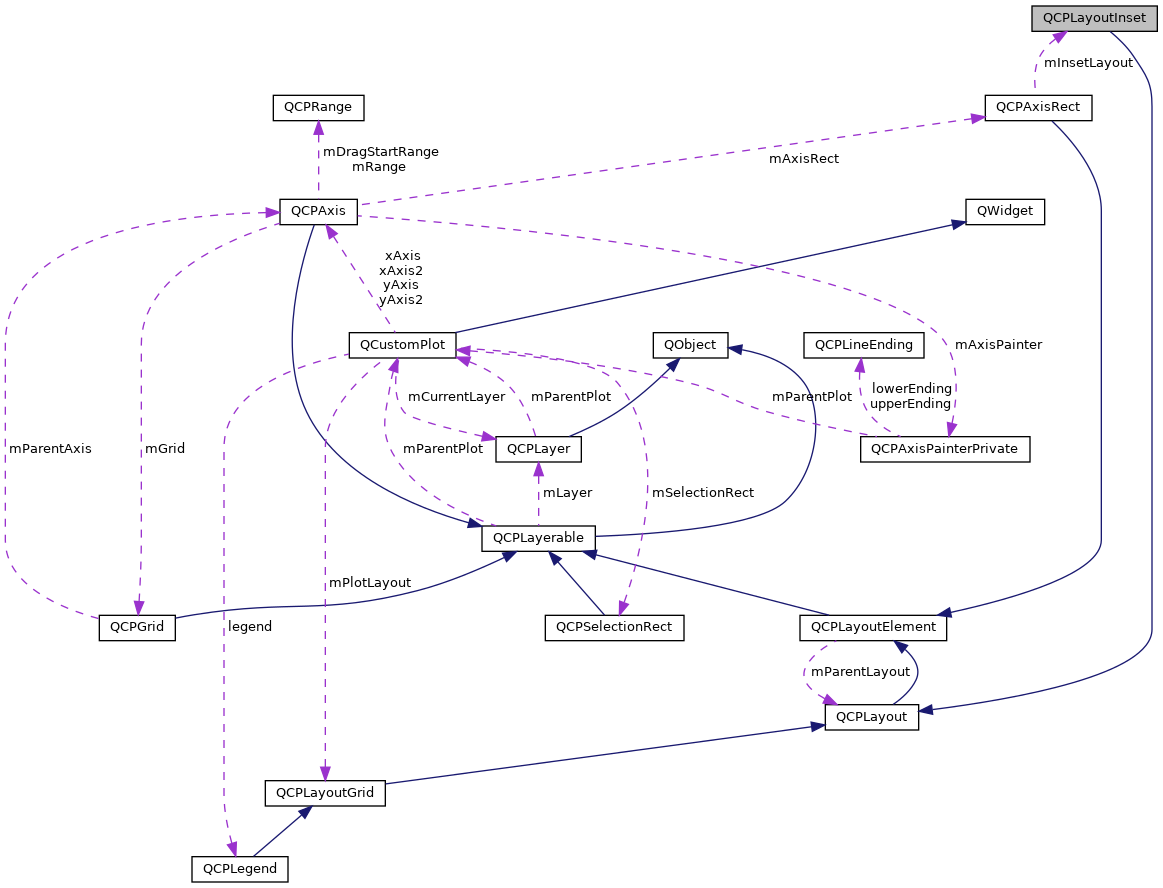 QCPLayoutInset
mInsetLayout
QCPRange
QCPAxisRect
mDragStartRange
mRange
mAxisRect
QCPAxis
QWidget
xAxis
xAxis2
yAxis
yAxis2
QCustomPlot
QObject
QCPLineEnding
mAxisPainter
mCurrentLayer
mParentPlot
mParentPlot
lowerEnding
upperEnding
mParentAxis
mGrid
mParentPlot
QCPLayer
QCPAxisPainterPrivate
mLayer
mSelectionRect
QCPLayerable
mPlotLayout
QCPGrid
legend
QCPSelectionRect
QCPLayoutElement
mParentLayout
QCPLayout
QCPLayoutGrid
QCPLegend